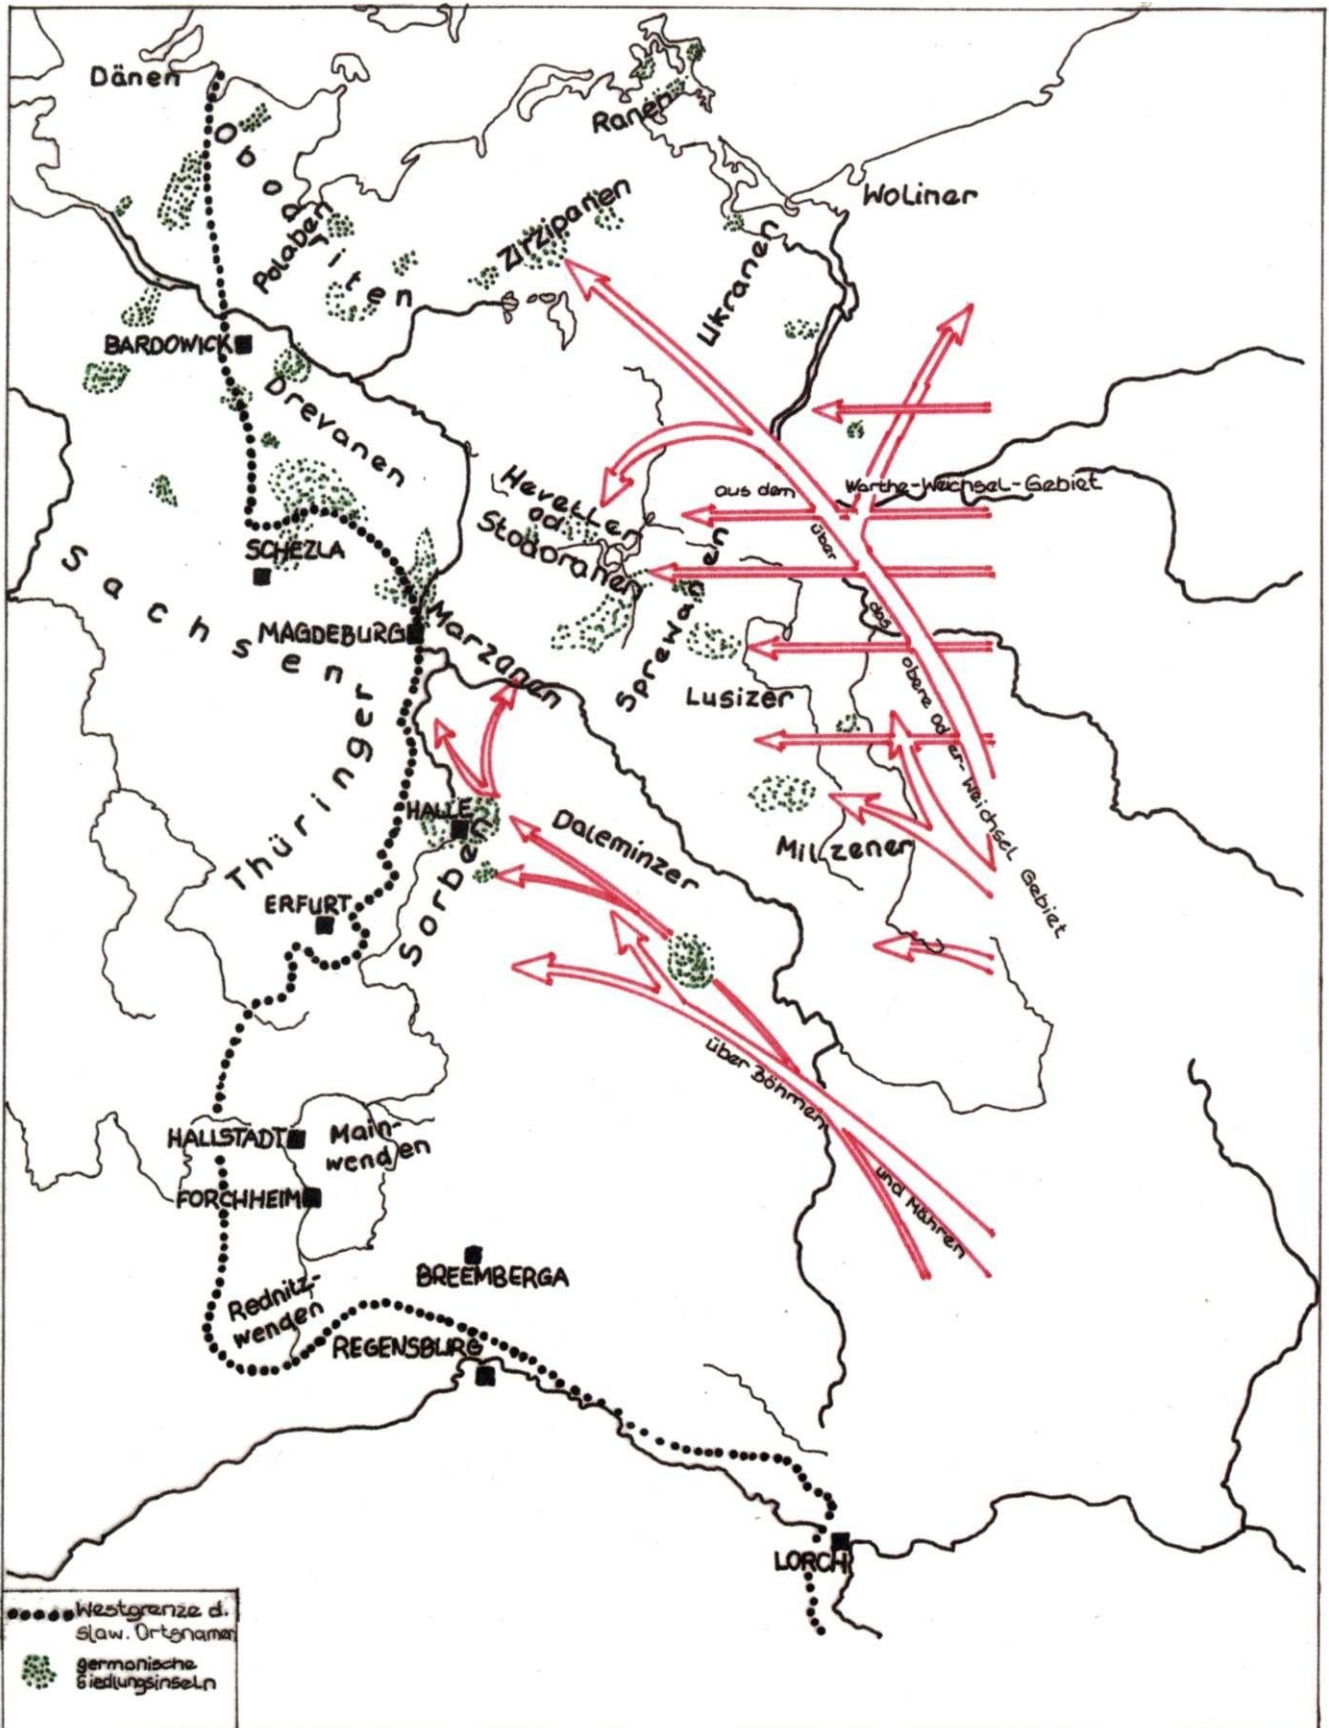 Dänen
Obodriten
Ranen
Polaben
Zirzipanen
Woliner
Ukranen
BARDOWICK
Drevanen
aus dem Warthe-Weichsel-Gebiet
Heveller
od
Stodoranen
SCHEZLA
Sachsen
MAGDEBURG
Marzanen
Sprewanen
Lusizer
über das obere Oder-Weichsel Gebiet
Thüringer
HALLE
Sorben
Daleminzer
Milzener
ERFURT
über Böhmen und Mähren
HALLSTADT
Main-
wenden
FORCHHEIM
BREEMBERGA
Rednitz-
wenden
REGENSBURG
LORCH
Westgrenze d.
slaw. Ortsnamen
germanische
Siedlungsinseln